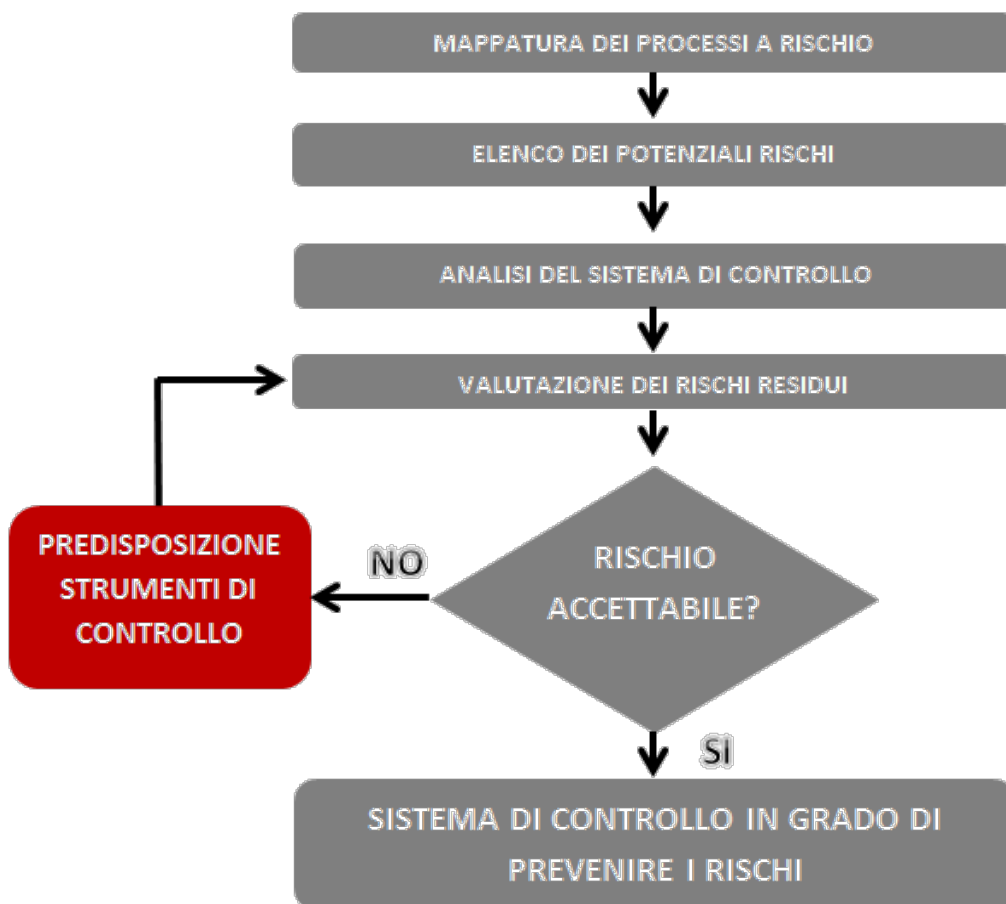 MAPPATURA DEI PROCESSI A RISCHIO
ELENCO DEI POTENZIALI RISCHI
ANALISI DEL SISTEMA DI CONTROLLO
VALUTAZIONE DEI RISCHI RESIDUI
PREDISPOSIZIONE
STRUMENTI DI
CONTROLLO
NO
RISCHIO
ACCETTABILE?
SI
SISTEMA DI CONTROLLO IN GRADO DI
PREVENIRE I RISCHI